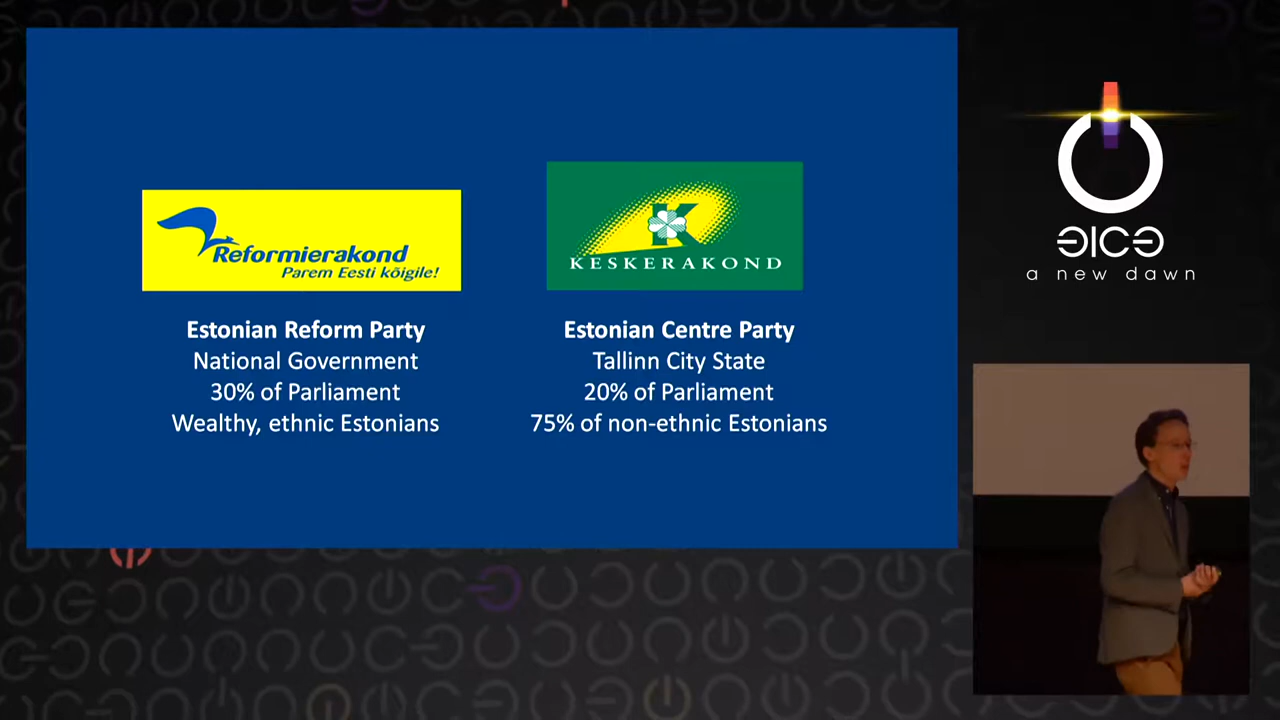 Reformierakond
Parem Eesti kõigile!
K
KESKERAKOND
Estonian Reform Party
National Government
30% of Parliament
Wealthy, ethnic Estonians
Estonian Centre Party
Tallinn City State
20% of Parliament
75% of non-ethnic Estonians
a new dawn